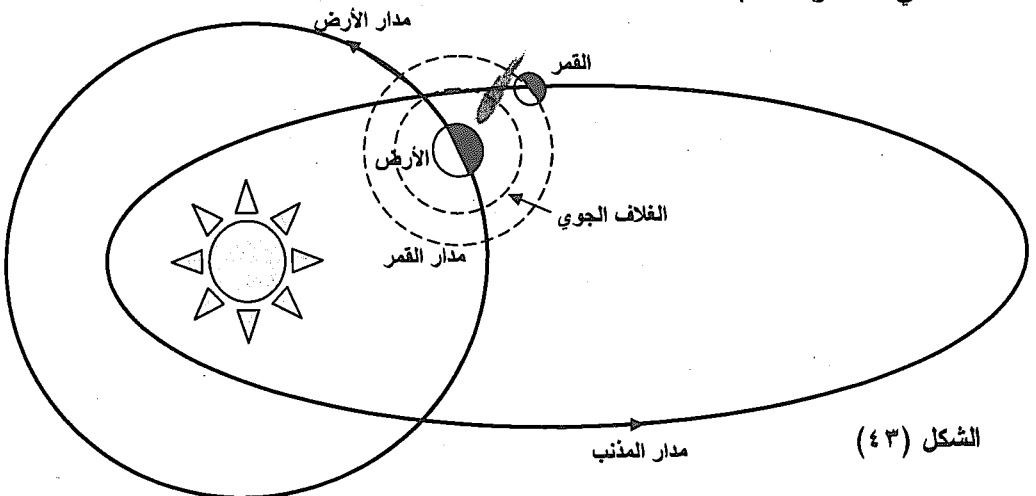 مدار الأرض
القمر
الأرض
الغلاف الجوي
مدار القمر
مدار المذنب
الشكل (٤٣)